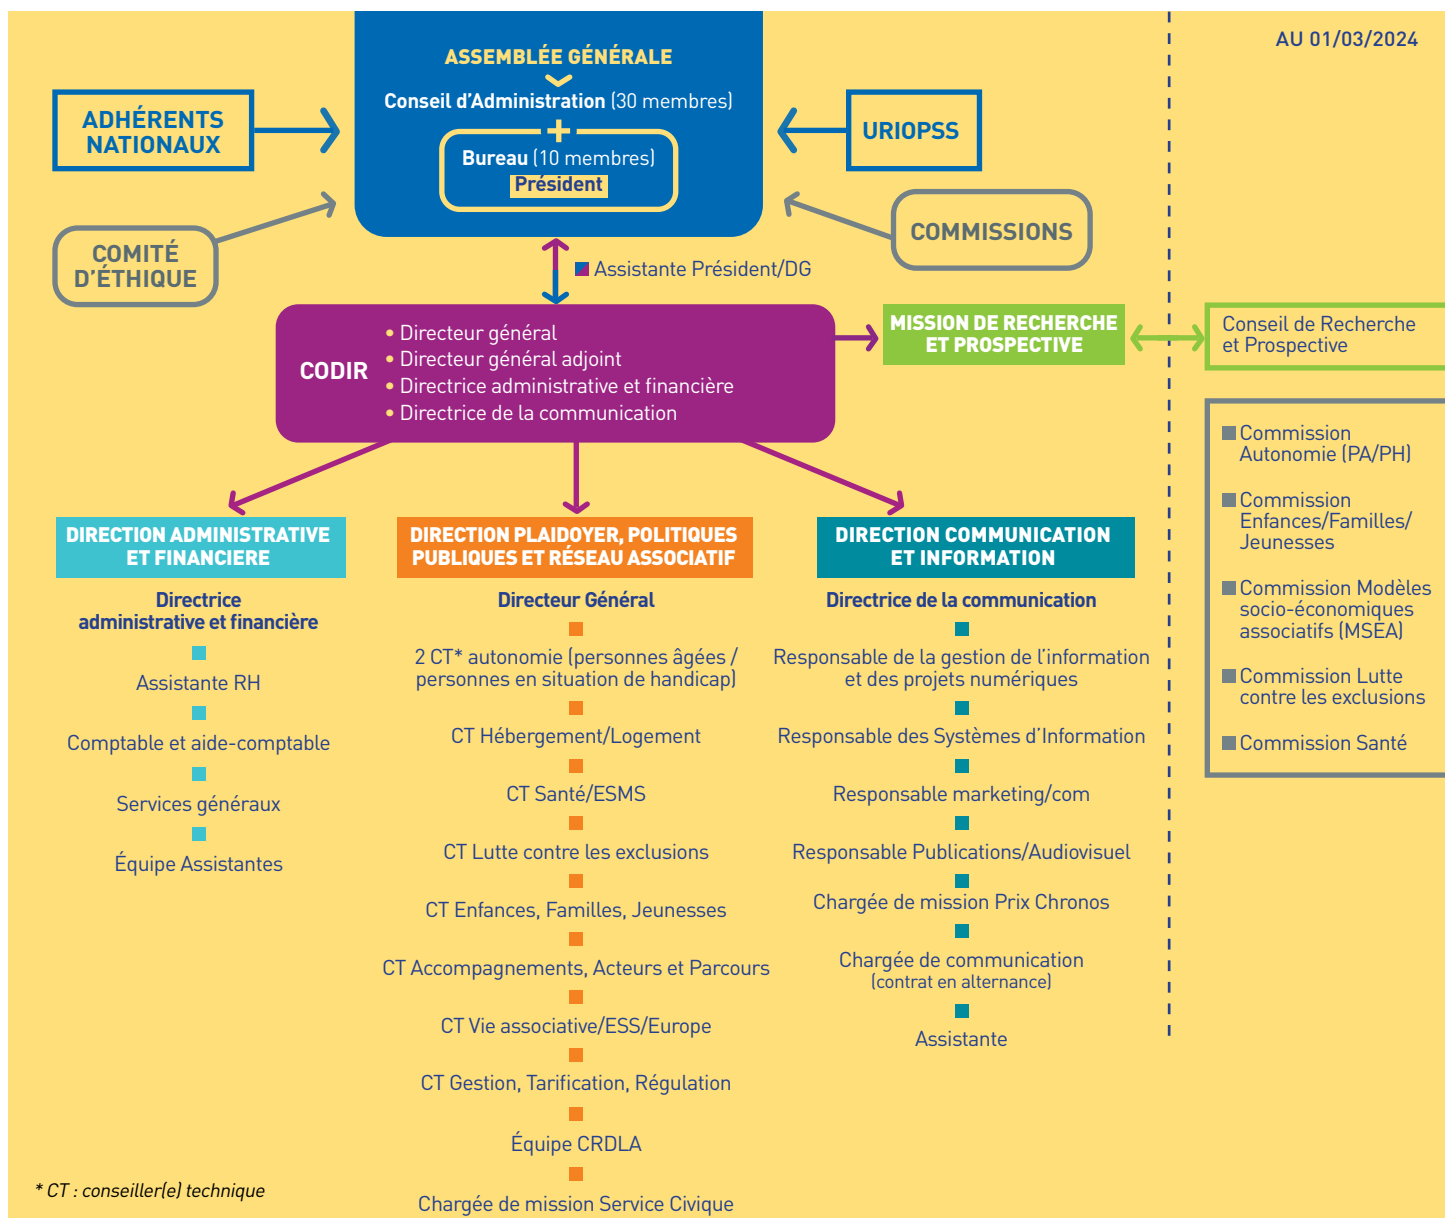 AU 01/03/2024
ASSEMBLÉE GÉNÉRALE
Conseil d'Administration (30 membres)
+
Bureau (10 membres)
Président
ADHÉRENTS
NATIONAUX
URIOPSS
COMITÉ
D'ÉTHIQUE
COMMISSIONS
Assistante Président/DG
CODIR
• Directeur général
• Directeur général adjoint
• Directrice administrative et financière
• Directrice de la communication
MISSION DE RECHERCHE
ET PROSPECTIVE
Conseil de Recherche
et Prospective
Commission
Autonomie (PA/PH)
Commission
Enfances/Familles/
Jeunesses
Commission Modèles
socio-économiques
associatifs (MSEA)
Commission Lutte
contre les exclusions
Commission Santé
DIRECTION ADMINISTRATIVE
ET FINANCIERE
Directrice
administrative et financière
Assistante RH
Comptable et aide-comptable
Services généraux
Équipe Assistantes
DIRECTION PLAIDOYER, POLITIQUES
PUBLIQUES ET RÉSEAU ASSOCIATIF
Directeur Général
2 CT* autonomie (personnes âgées /
personnes en situation de handicap)
CT Hébergement/Logement
CT Santé/ESMS
CT Lutte contre les exclusions
CT Enfances, Familles, Jeunesses
CT Accompagnements, Acteurs et Parcours
CT Vie associative/ESS/Europe
CT Gestion, Tarification, Régulation
Équipe CRDLA
Chargée de mission Service Civique
DIRECTION COMMUNICATION
ET INFORMATION
Directrice de la communication
Responsable de la gestion de l'information
et des projets numériques
Responsable des Systèmes d'Information
Responsable marketing/com
Responsable Publications/Audiovisuel
Chargée de mission Prix Chronos
Chargée de communication
(contrat en alternance)
Assistante
* CT : conseiller(e) technique